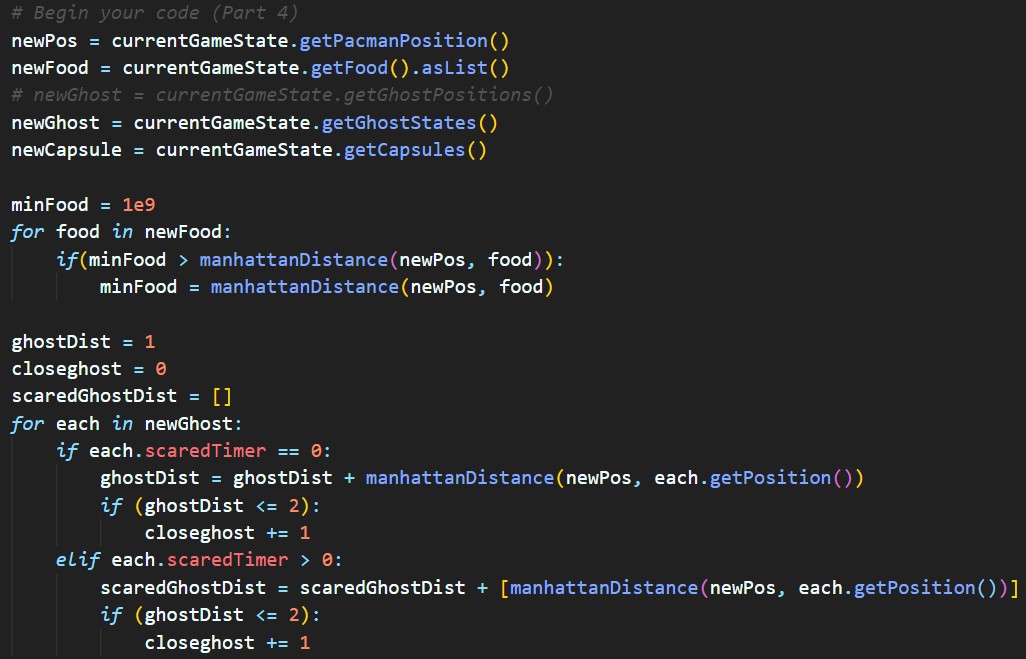 # Begin your code (Part 4)
newPos = currentGameState.getPacmanPosition()
newFood = currentGameState.getFood().asList()
# newGhost = currentGameState.getGhostPositions()
newGhost = currentGameState.getGhostStates()
newCapsule = currentGameState.getCapsules()

minFood = 1e9
for food in newFood:
    if(minFood > manhattanDistance(newPos, food)):
        minFood = manhattanDistance(newPos, food)

ghostDist = 1
closeghost = 0
scaredGhostDist = []
for each in newGhost:
    if each.scaredTimer == 0:
        ghostDist = ghostDist + manhattanDistance(newPos, each.getPosition())
        if (ghostDist <= 2):
            closeghost += 1
    elif each.scaredTimer > 0:
        scaredGhostDist = scaredGhostDist + [manhattanDistance(newPos, each.getPosition())]
        if (ghostDist <= 2):
            closeghost += 1